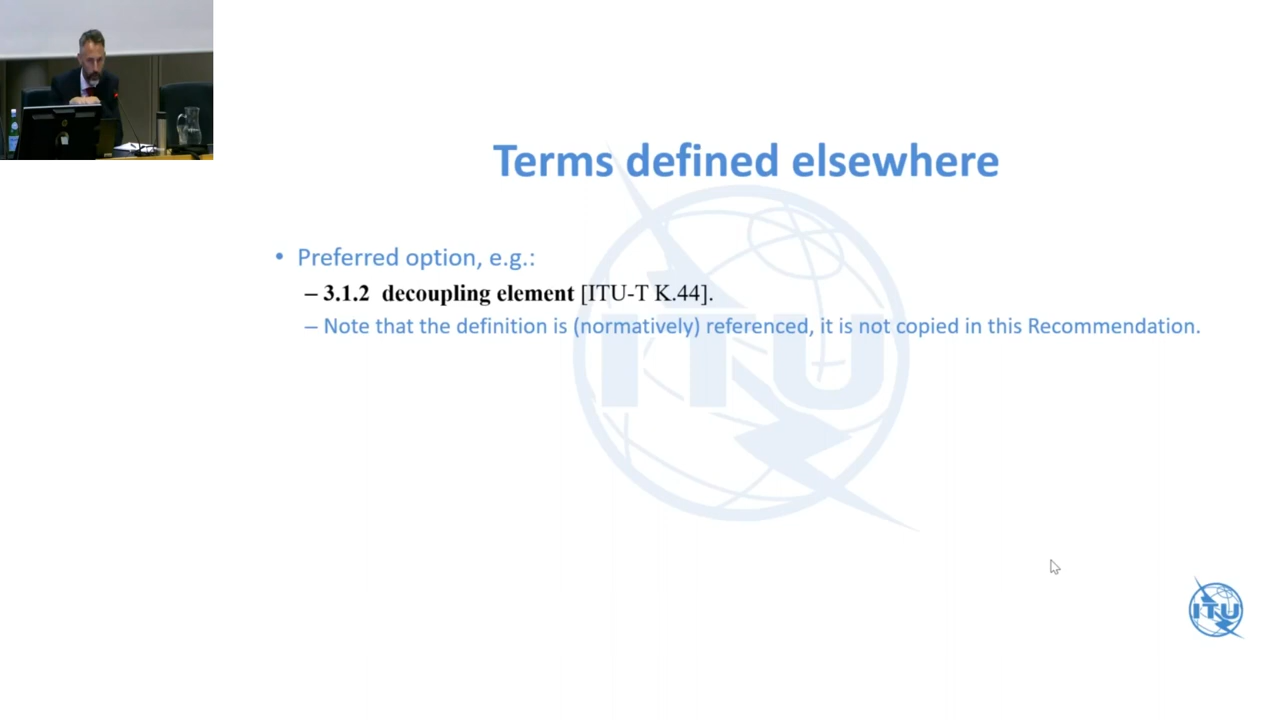 Terms defined elsewhere
• Preferred option, e.g.:
– 3.1.2 decoupling element [ITU-T K.44].
– Note that the definition is (normatively) referenced, it is not copied in this Recommendation.
ITU
ITU